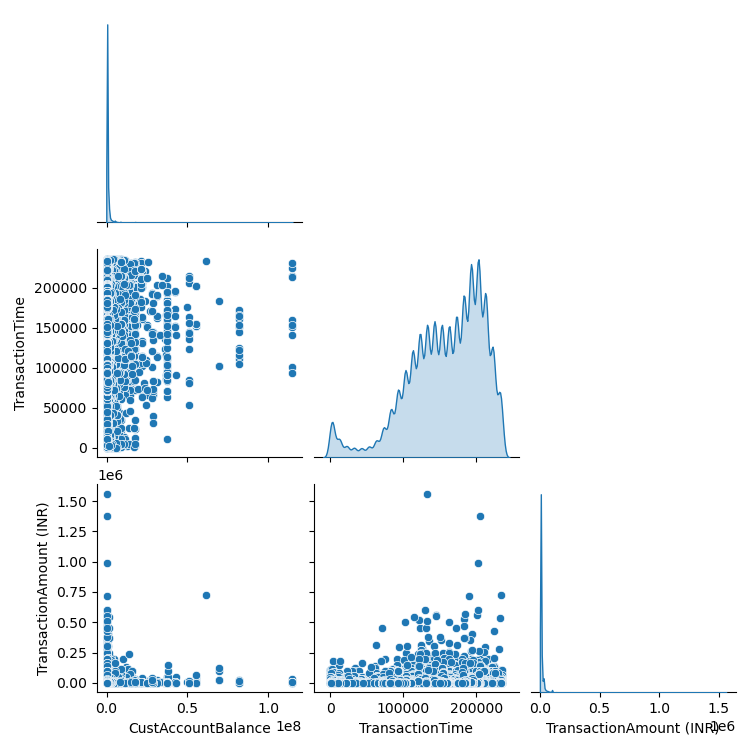 TransactionTime
200000
150000
100000
50000
0
1e6
TransactionAmount (INR)
1.50
1.25
1.00
0.75
0.50
0.25
0.00
0.0 0.5 1.0
1e8
CustAccountBalance
0 100000 200000
TransactionTime
0.0 0.5 1.0 1.5
1e6
TransactionAmount (INR)